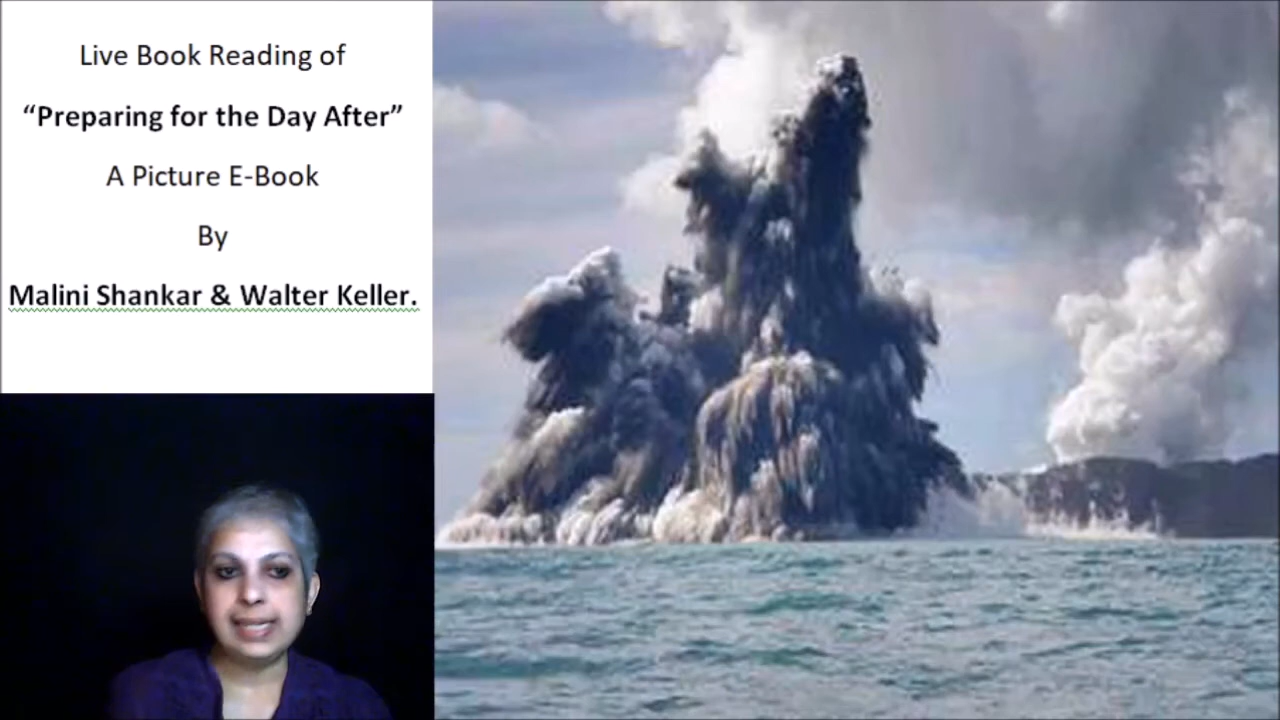 Live Book Reading of
“Preparing for the Day After”
A Picture E-Book
By
Malini Shankar & Walter Keller.